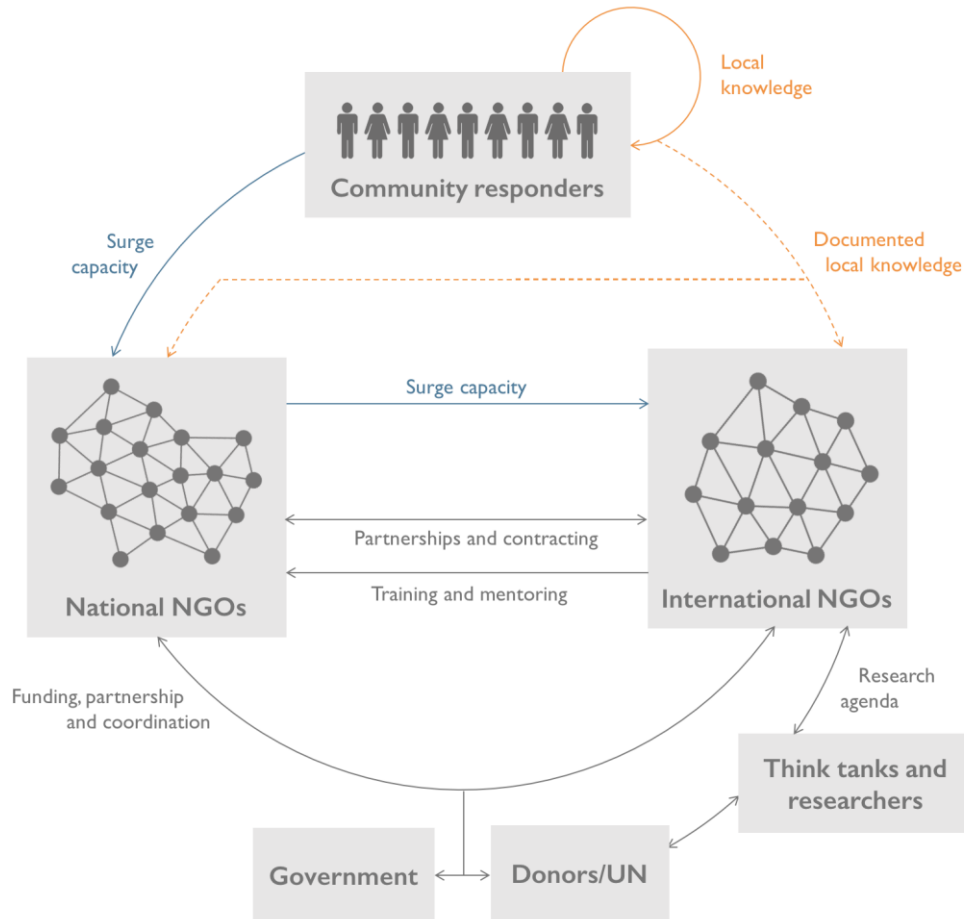 Local
knowledge
Community responders
Surge
capacity
Documented
local knowledge
Surge capacity
Partnerships and contracting
Training and mentoring
National NGOs
International NGOs
Funding, partnership
and coordination
Research
agenda
Think tanks and
researchers
Government
Donors/UN